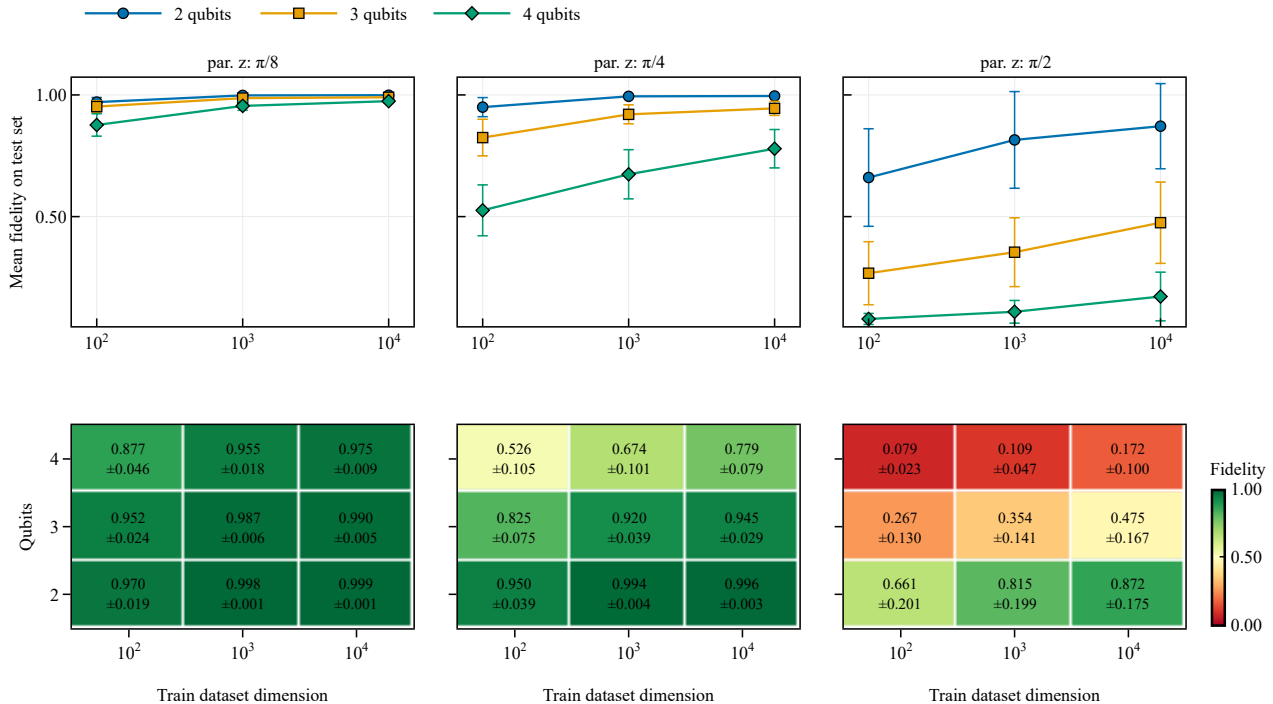 2 qubits 3 qubits 4 qubits
par. z: π/8 par. z: π/4 par. z: π/2
Mean fidelity on test set
1.00
0.50
10² 10³ 10⁴ 10² 10³ 10⁴ 10² 10³ 10⁴
Qubits
4
3
2
0.877 0.955 0.975 0.526 0.674 0.779 0.079 0.109 0.172
±0.046 ±0.018 ±0.009 ±0.105 ±0.101 ±0.079 ±0.023 ±0.047 ±0.100
0.952 0.987 0.990 0.825 0.920 0.945 0.267 0.354 0.475
±0.024 ±0.006 ±0.005 ±0.075 ±0.039 ±0.029 ±0.130 ±0.141 ±0.167
0.970 0.998 0.999 0.950 0.994 0.996 0.661 0.815 0.872
±0.019 ±0.001 ±0.001 ±0.039 ±0.004 ±0.003 ±0.201 ±0.199 ±0.175
Fidelity
1.00
0.50
0.00
10² 10³ 10⁴ 10² 10³ 10⁴ 10² 10³ 10⁴
Train dataset dimension Train dataset dimension Train dataset dimension